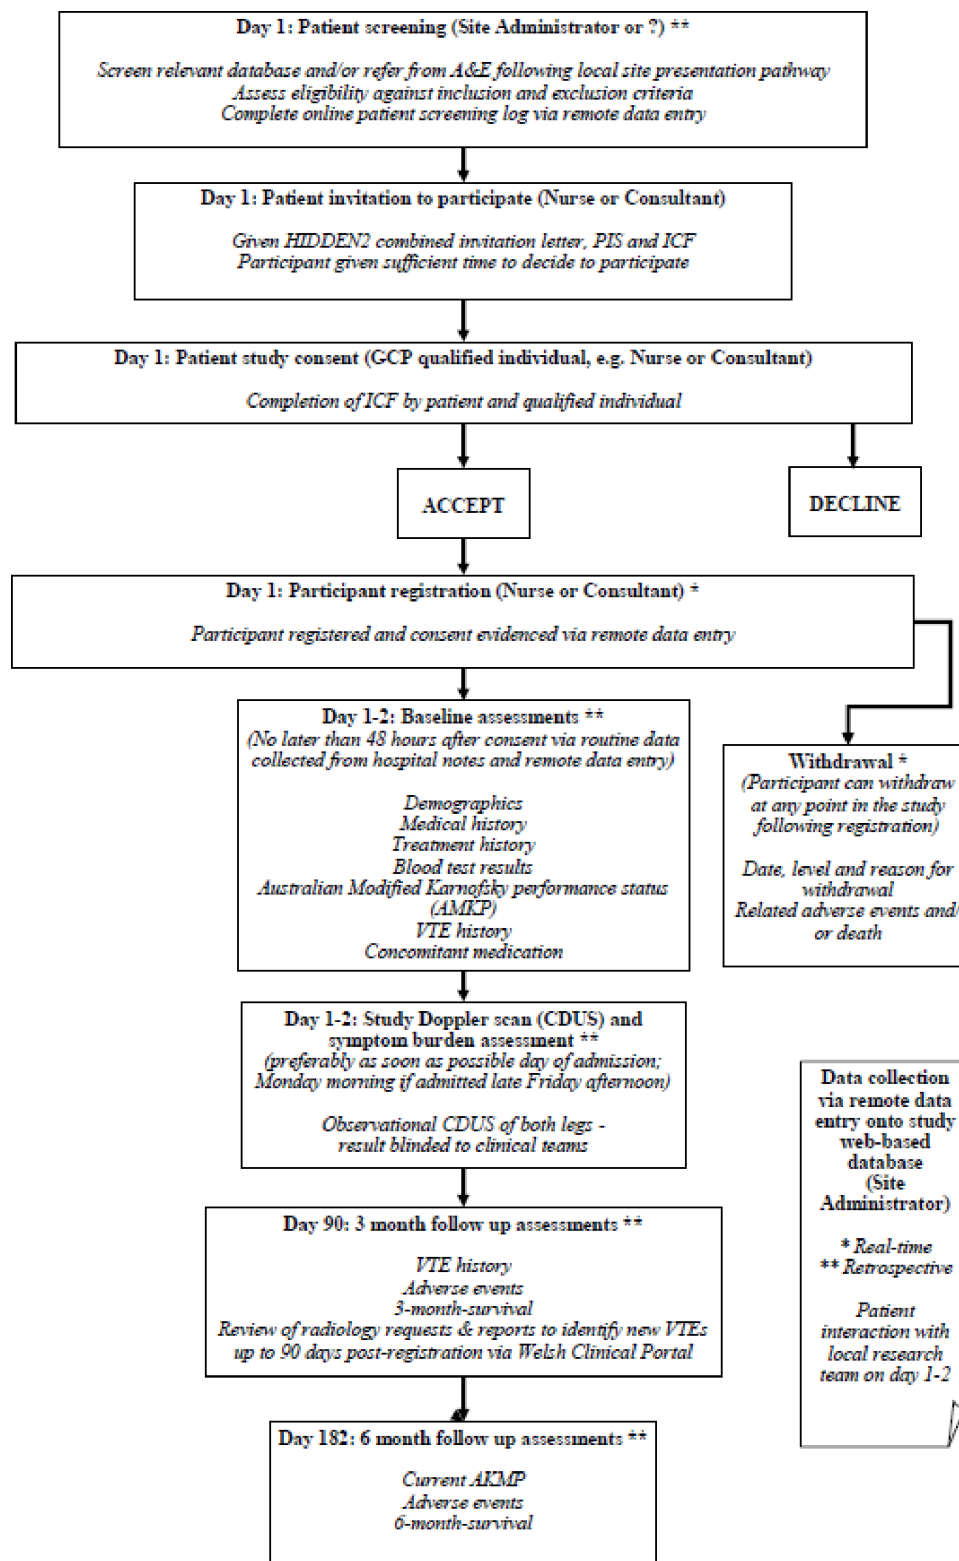 Day 1: Patient screening (Site Administrator or ?) **
Screen relevant database and/or refer from A&E following local site presentation pathway
Assess eligibility against inclusion and exclusion criteria
Complete online patient screening log via remote data entry
Day 1: Patient invitation to participate (Nurse or Consultant)
Given HIDDEN2 combined invitation letter, PIS and ICF
Participant given sufficient time to decide to participate
Day 1: Patient study consent (GCP qualified individual, e.g. Nurse or Consultant)
Completion of ICF by patient and qualified individual
ACCEPT
DECLINE
Day 1: Participant registration (Nurse or Consultant) *
Participant registered and consent evidenced via remote data entry
Day 1-2: Baseline assessments **
(No later than 48 hours after consent via routine data
collected from hospital notes and remote data entry)
Demographics
Medical history
Treatment history
Blood test results
Australian Modified Karnofsky performance status
(AMKP)
VTE history
Concomitant medication
Withdrawal *
(Participant can withdraw
at any point in the study
following registration)
Date, level and reason for
withdrawal
Related adverse events and/
or death
Day 1-2: Study Doppler scan (CDUS) and
symptom burden assessment **
(preferably as soon as possible day of admission;
Monday morning if admitted late Friday afternoon)
Observational CDUS of both legs -
result blinded to clinical teams
Data collection
via remote data
entry onto study
web-based
database
(Site
Administrator)
* Real-time
** Retrospective
Patient
interaction with
local research
team on day 1-2
Day 90: 3 month follow up assessments **
VTE history
Adverse events
3-month-survival
Review of radiology requests & reports to identify new VTEs
up to 90 days post-registration via Welsh Clinical Portal
Day 182: 6 month follow up assessments **
Current AKMP
Adverse events
6-month-survival